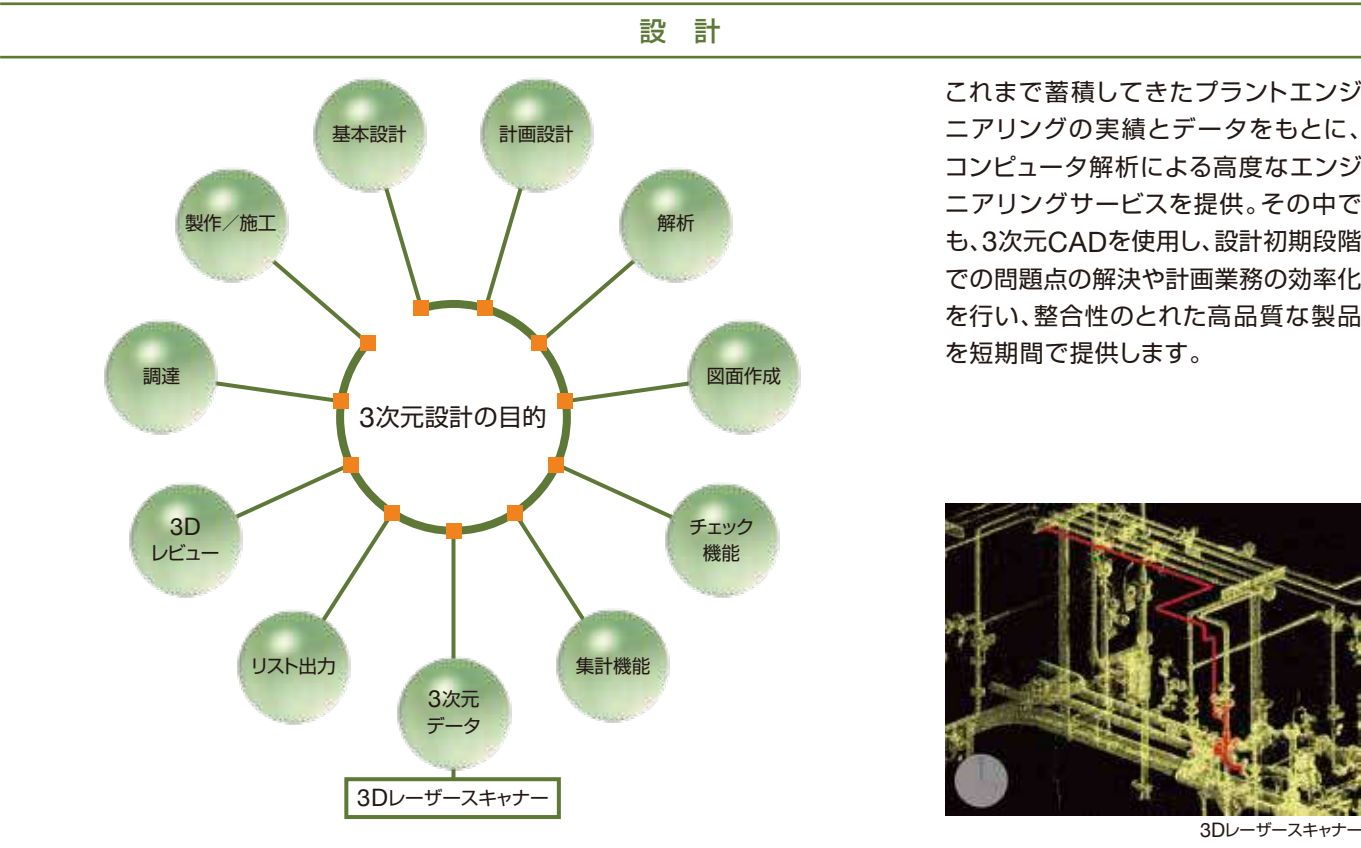 設 計
基本設計
計画設計
製作／施工
解析
調達
図面作成
3次元設計の目的
3D
レビュー
チェック
機能
リスト出力
集計機能
3次元
データ
3Dレーザースキャナー
これまで蓄積してきたプラントエンジ
ニアリングの実績とデータをもとに、
コンピュータ解析による高度なエンジ
ニアリングサービスを提供。その中で
も、3次元CADを使用し、設計初期段階
での問題点の解決や計画業務の効率化
を行い、整合性のとれた高品質な製品
を短期間で提供します。
3Dレーザースキャナー